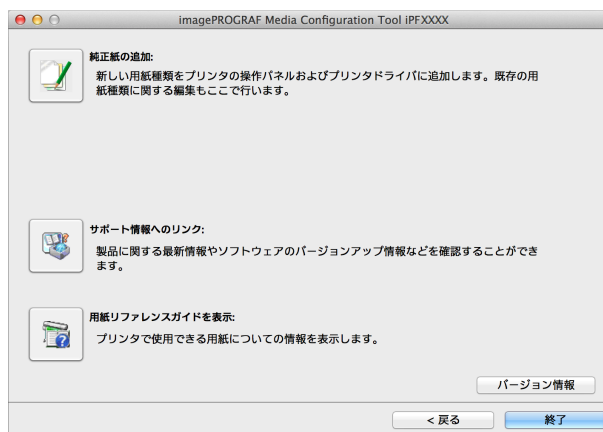 imagePROGRAF Media Configuration Tool iPFXXXX
純正紙の追加:
新しい用紙種類をプリンタの操作パネルおよびプリンタドライバに追加します。既存の用
紙種類に関する編集もここで行います。
サポート情報へのリンク:
製品に関する最新情報やソフトウェアのバージョンアップ情報などを確認することができ
ます。
用紙リファレンスガイドを表示:
プリンタで使用できる用紙についての情報を表示します。
バージョン情報
< 戻る
終了